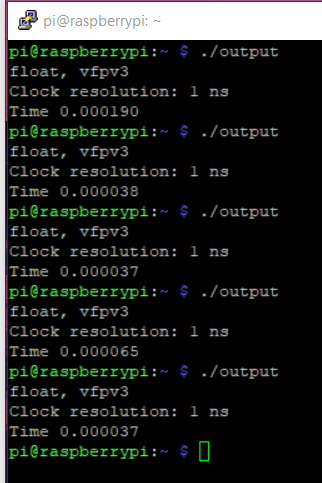 pi@raspberrypi: ~
pi@raspberrypi:~ $ ./output
float, vfpv3
Clock resolution: 1 ns
Time 0.000190
pi@raspberrypi:~ $ ./output
float, vfpv3
Clock resolution: 1 ns
Time 0.000038
pi@raspberrypi:~ $ ./output
float, vfpv3
Clock resolution: 1 ns
Time 0.000037
pi@raspberrypi:~ $ ./output
float, vfpv3
Clock resolution: 1 ns
Time 0.000065
pi@raspberrypi:~ $ ./output
float, vfpv3
Clock resolution: 1 ns
Time 0.000037
pi@raspberrypi:~ $